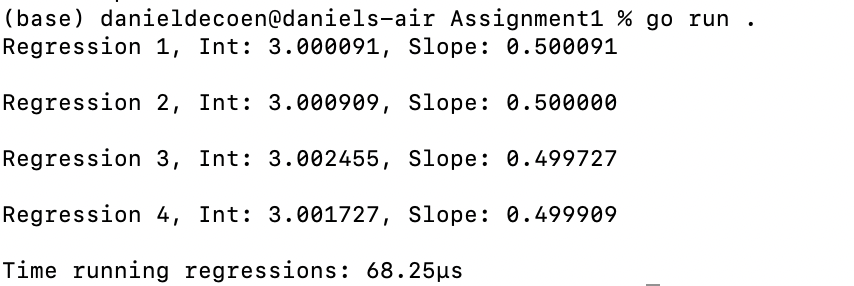 (base) danieldecoen@daniels-air Assignment1 % go run .
Regression 1, Int: 3.000091, Slope: 0.500091
Regression 2, Int: 3.000909, Slope: 0.500000
Regression 3, Int: 3.002455, Slope: 0.499727
Regression 4, Int: 3.001727, Slope: 0.499909
Time running regressions: 68.25µs